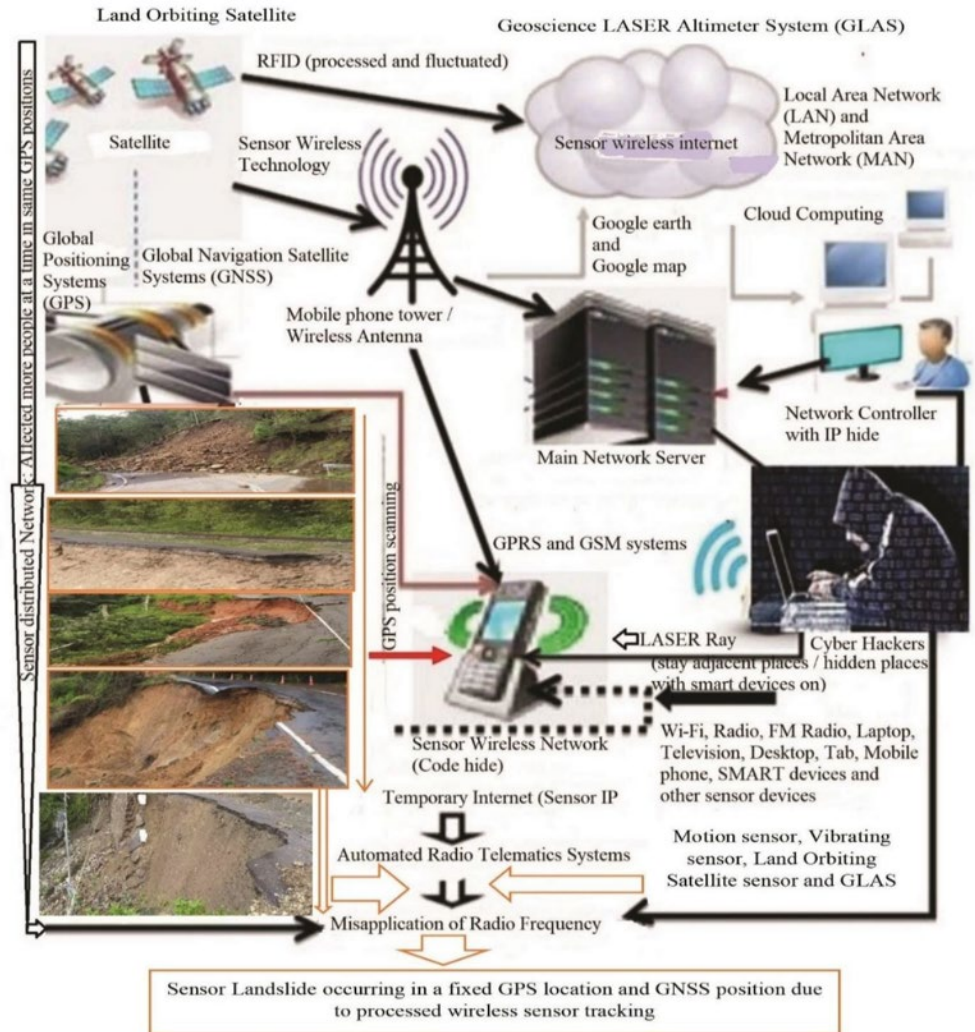 Land Orbiting Satellite
Geoscience LASER Altimeter System (GLAS)
RFID (processed and fluctuated)
Local Area Network
(LAN) and
Metropolitan Area
Network (MAN)
Satellite
Sensor Wireless
Technology
Sensor wireless internet
Cloud Computing
Google earth
and
Google map
Global
Positioning
Systems
(GPS)
Global Navigation Satellite
Systems (GNSS)
Mobile phone tower /
Wireless Antenna
Network Controller
with IP hide
Main Network Server
Sensor distributed Network: Affected more people at a time in same GPS positions
GPS position scanning
GPRS and GSM systems
LASER Ray
Cyber Hackers
(stay adjacent places / hidden places
with smart devices on)
Sensor Wireless Network
(Code hide)
Wi-Fi, Radio, FM Radio, Laptop,
Television, Desktop, Tab, Mobile
phone, SMART devices and
other sensor devices
Temporary Internet (Sensor IP
Motion sensor, Vibrating
sensor, Land Orbiting
Satellite sensor and GLAS
Automated Radio Telematics Systems
Misapplication of Radio Frequency
Sensor Landslide occurring in a fixed GPS location and GNSS position due
to processed wireless sensor tracking